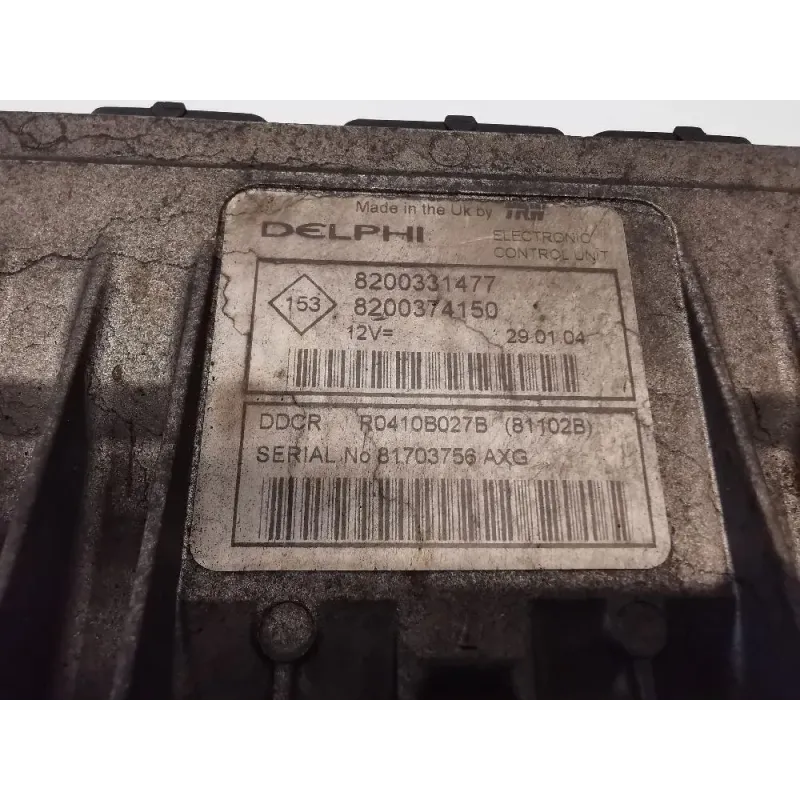 Made in the Uk by TRW
DELPHI
ELECTRONIC
CONTROL UNIT
153
8200331477
8200374150
12V=
29 01 04
DDCR R0410B027B (81102B)
SERIAL No 81703756 AXG